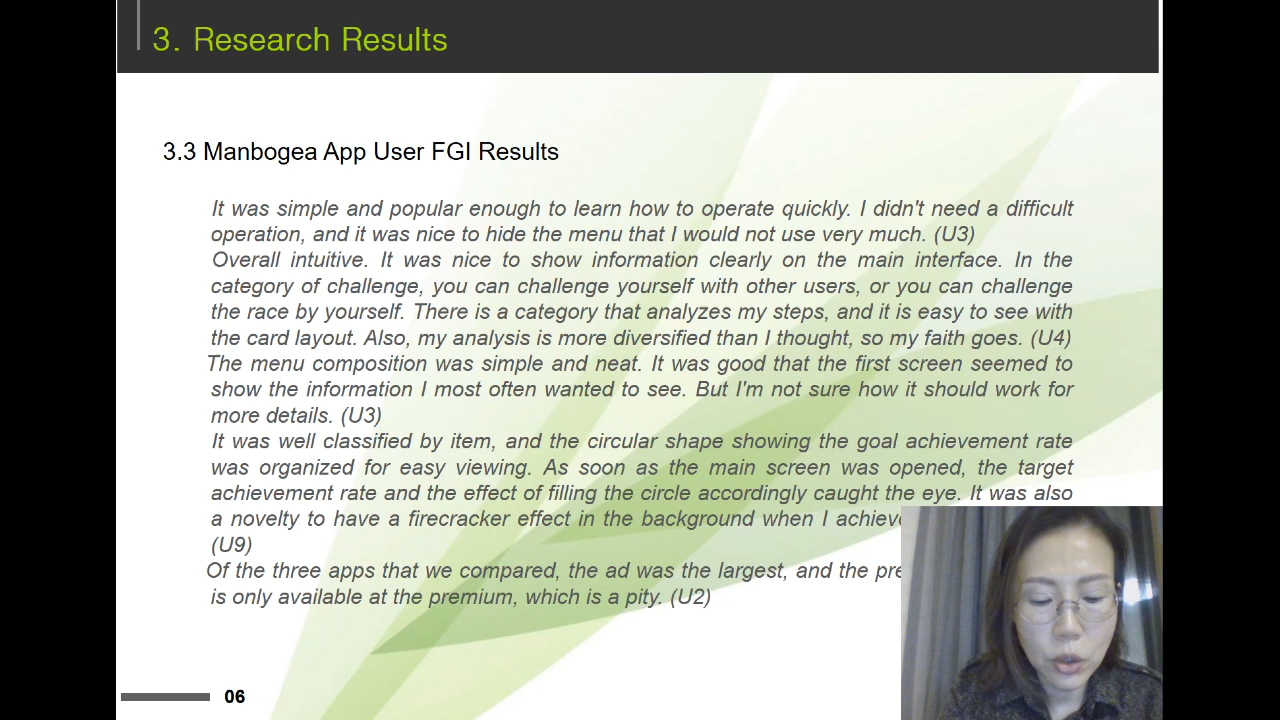 3. Research Results
3.3 Manbogea App User FGI Results
It was simple and popular enough to learn how to operate quickly. I didn't need a difficult
operation, and it was nice to hide the menu that I would not use very much. (U3)
Overall intuitive. It was nice to show information clearly on the main interface. In the
category of challenge, you can challenge yourself with other users, or you can challenge
the race by yourself. There is a category that analyzes my steps, and it is easy to see with
the card layout. Also, my analysis is more diversified than I thought, so my faith goes. (U4)
The menu composition was simple and neat. It was good that the first screen seemed to
show the information I most often wanted to see. But I'm not sure how it should work for
more details. (U3)
It was well classified by item, and the circular shape showing the goal achievement rate
was organized for easy viewing. As soon as the main screen was opened, the target
achievement rate and the effect of filling the circle accordingly caught the eye. It was also
a novelty to have a firecracker effect in the background when I
(U9)
Of the three apps that we compared, the ad was the largest, and the
is only available at the premium, which is a pity. (U2)
06